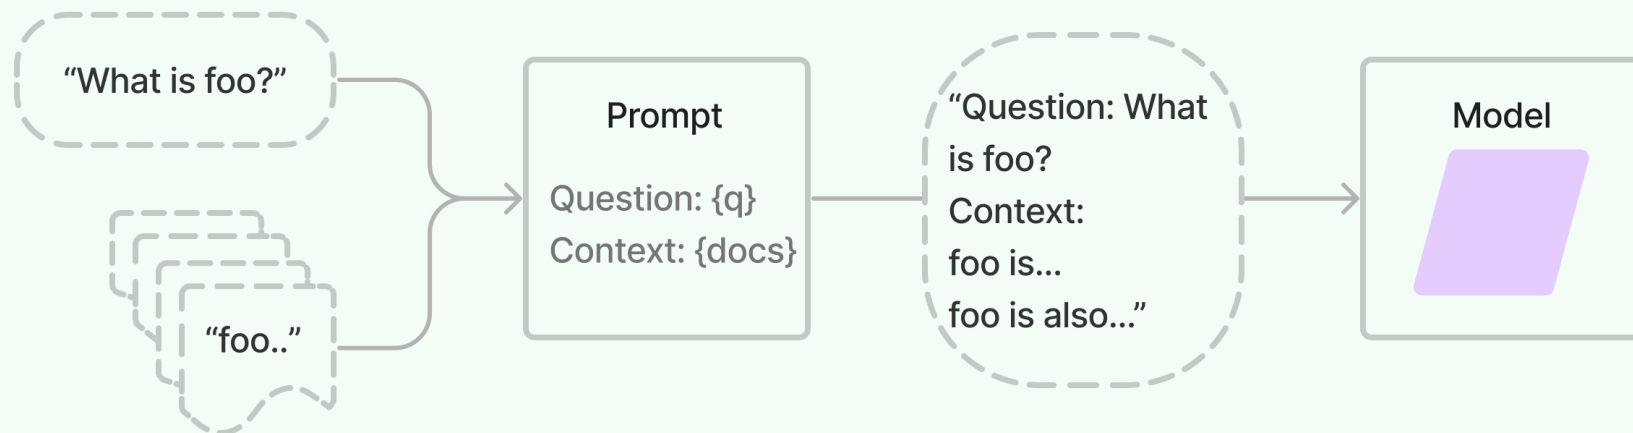 “What is foo?”
“foo..”
Prompt
Question: {q}
Context: {docs}
“Question: What
is foo?
Context:
foo is...
foo is also...”
Model